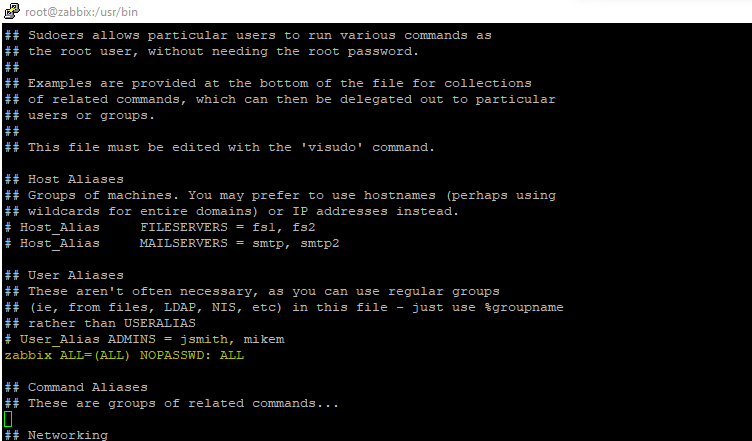 root@zabbix:/usr/bin
## Sudoers allows particular users to run various commands as
## the root user, without needing the root password.
##
## Examples are provided at the bottom of the file for collections
## of related commands, which can then be delegated out to particular
## users or groups.
##
## This file must be edited with the 'visudo' command.
## Host Aliases
## Groups of machines. You may prefer to use hostnames (perhaps using
## wildcards for entire domains) or IP addresses instead.
# Host_Alias     FILESERVERS = fs1, fs2
# Host_Alias     MAILSERVERS = smtp, smtp2
## User Aliases
## These aren't often necessary, as you can use regular groups
## (ie, from files, LDAP, NIS, etc) in this file - just use %groupname
## rather than USERALIAS
# User_Alias ADMINS = jsmith, mikem
zabbix ALL=(ALL) NOPASSWD: ALL
## Command Aliases
## These are groups of related commands...
## Networking